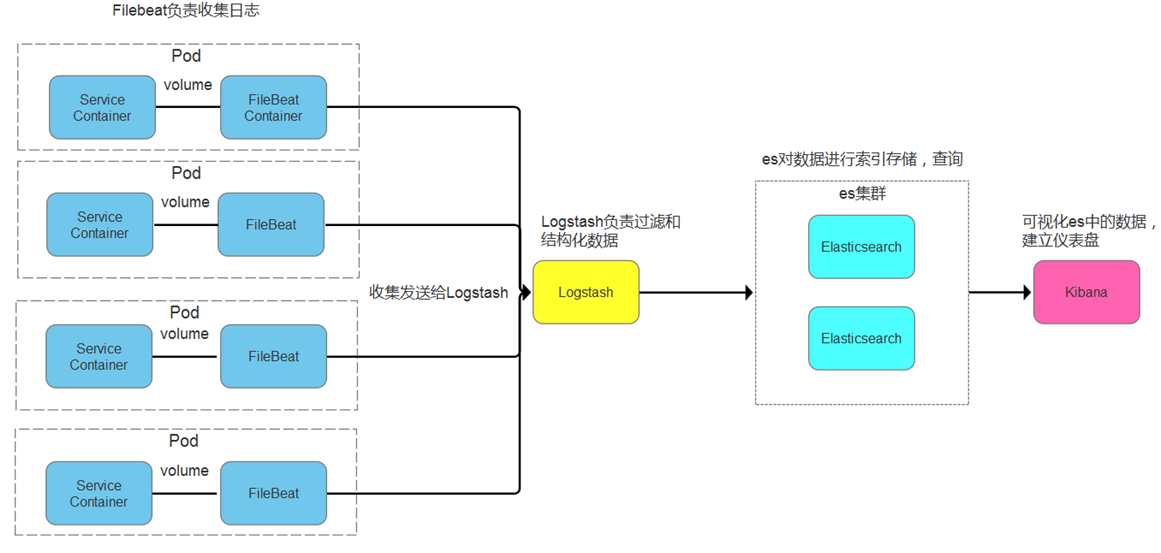 Filebeat负责收集日志
Pod
volume
Service
Container
FileBeat
Container
Pod
volume
Service
Container
FileBeat
Pod
volume
Service
Container
FileBeat
Pod
volume
Service
Container
FileBeat
收集发送给Logstash
Logstash负责过滤和
结构化数据
Logstash
es对数据进行索引存储，查询
es集群
Elasticsearch
Elasticsearch
可视化es中的数据，
建立仪表盘
Kibana